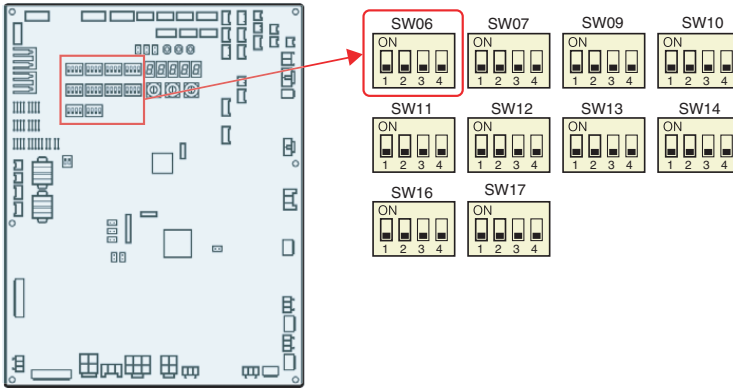 SW06 SW07 SW09 SW10
ON ON ON ON
1 2 3 4 1 2 3 4 1 2 3 4 1 2 3 4
SW11 SW12 SW13 SW14
ON ON ON ON
1 2 3 4 1 2 3 4 1 2 3 4 1 2 3 4
SW16 SW17
ON ON
1 2 3 4 1 2 3 4